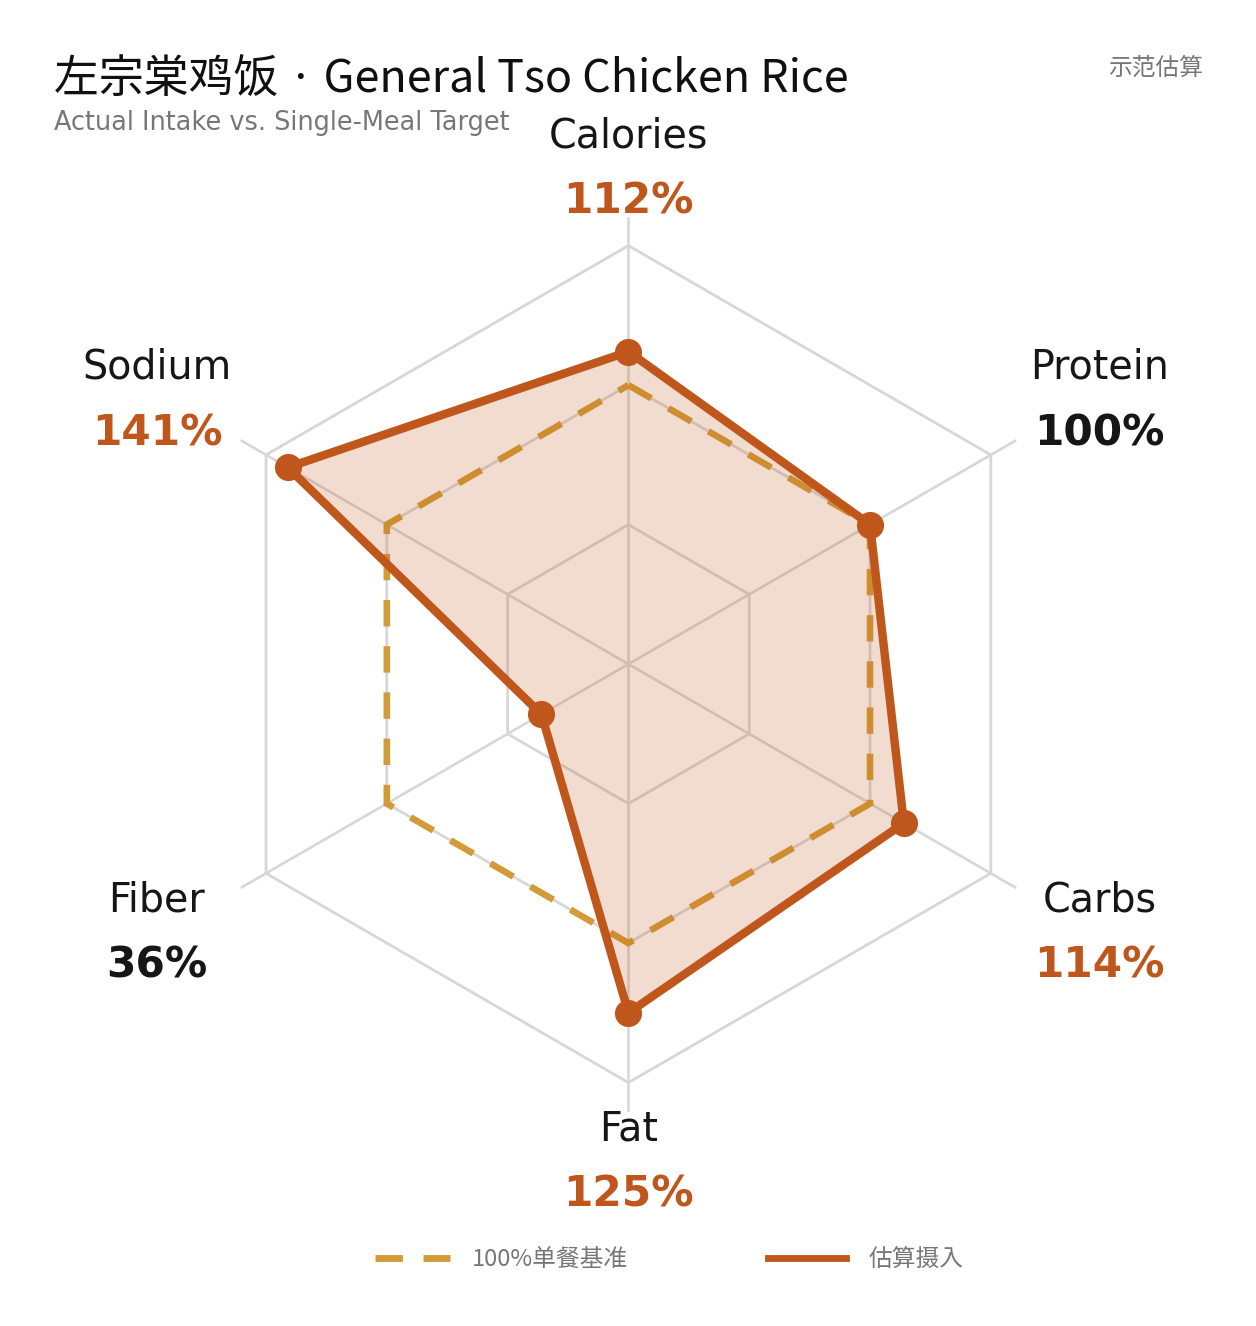 左宗棠鸡饭 · General Tso Chicken Rice
示范估算
Actual Intake vs. Single-Meal Target
Calories
112%
Sodium
141%
Protein
100%
Fiber
36%
Carbs
114%
Fat
125%
100%单餐基准
估算摄入